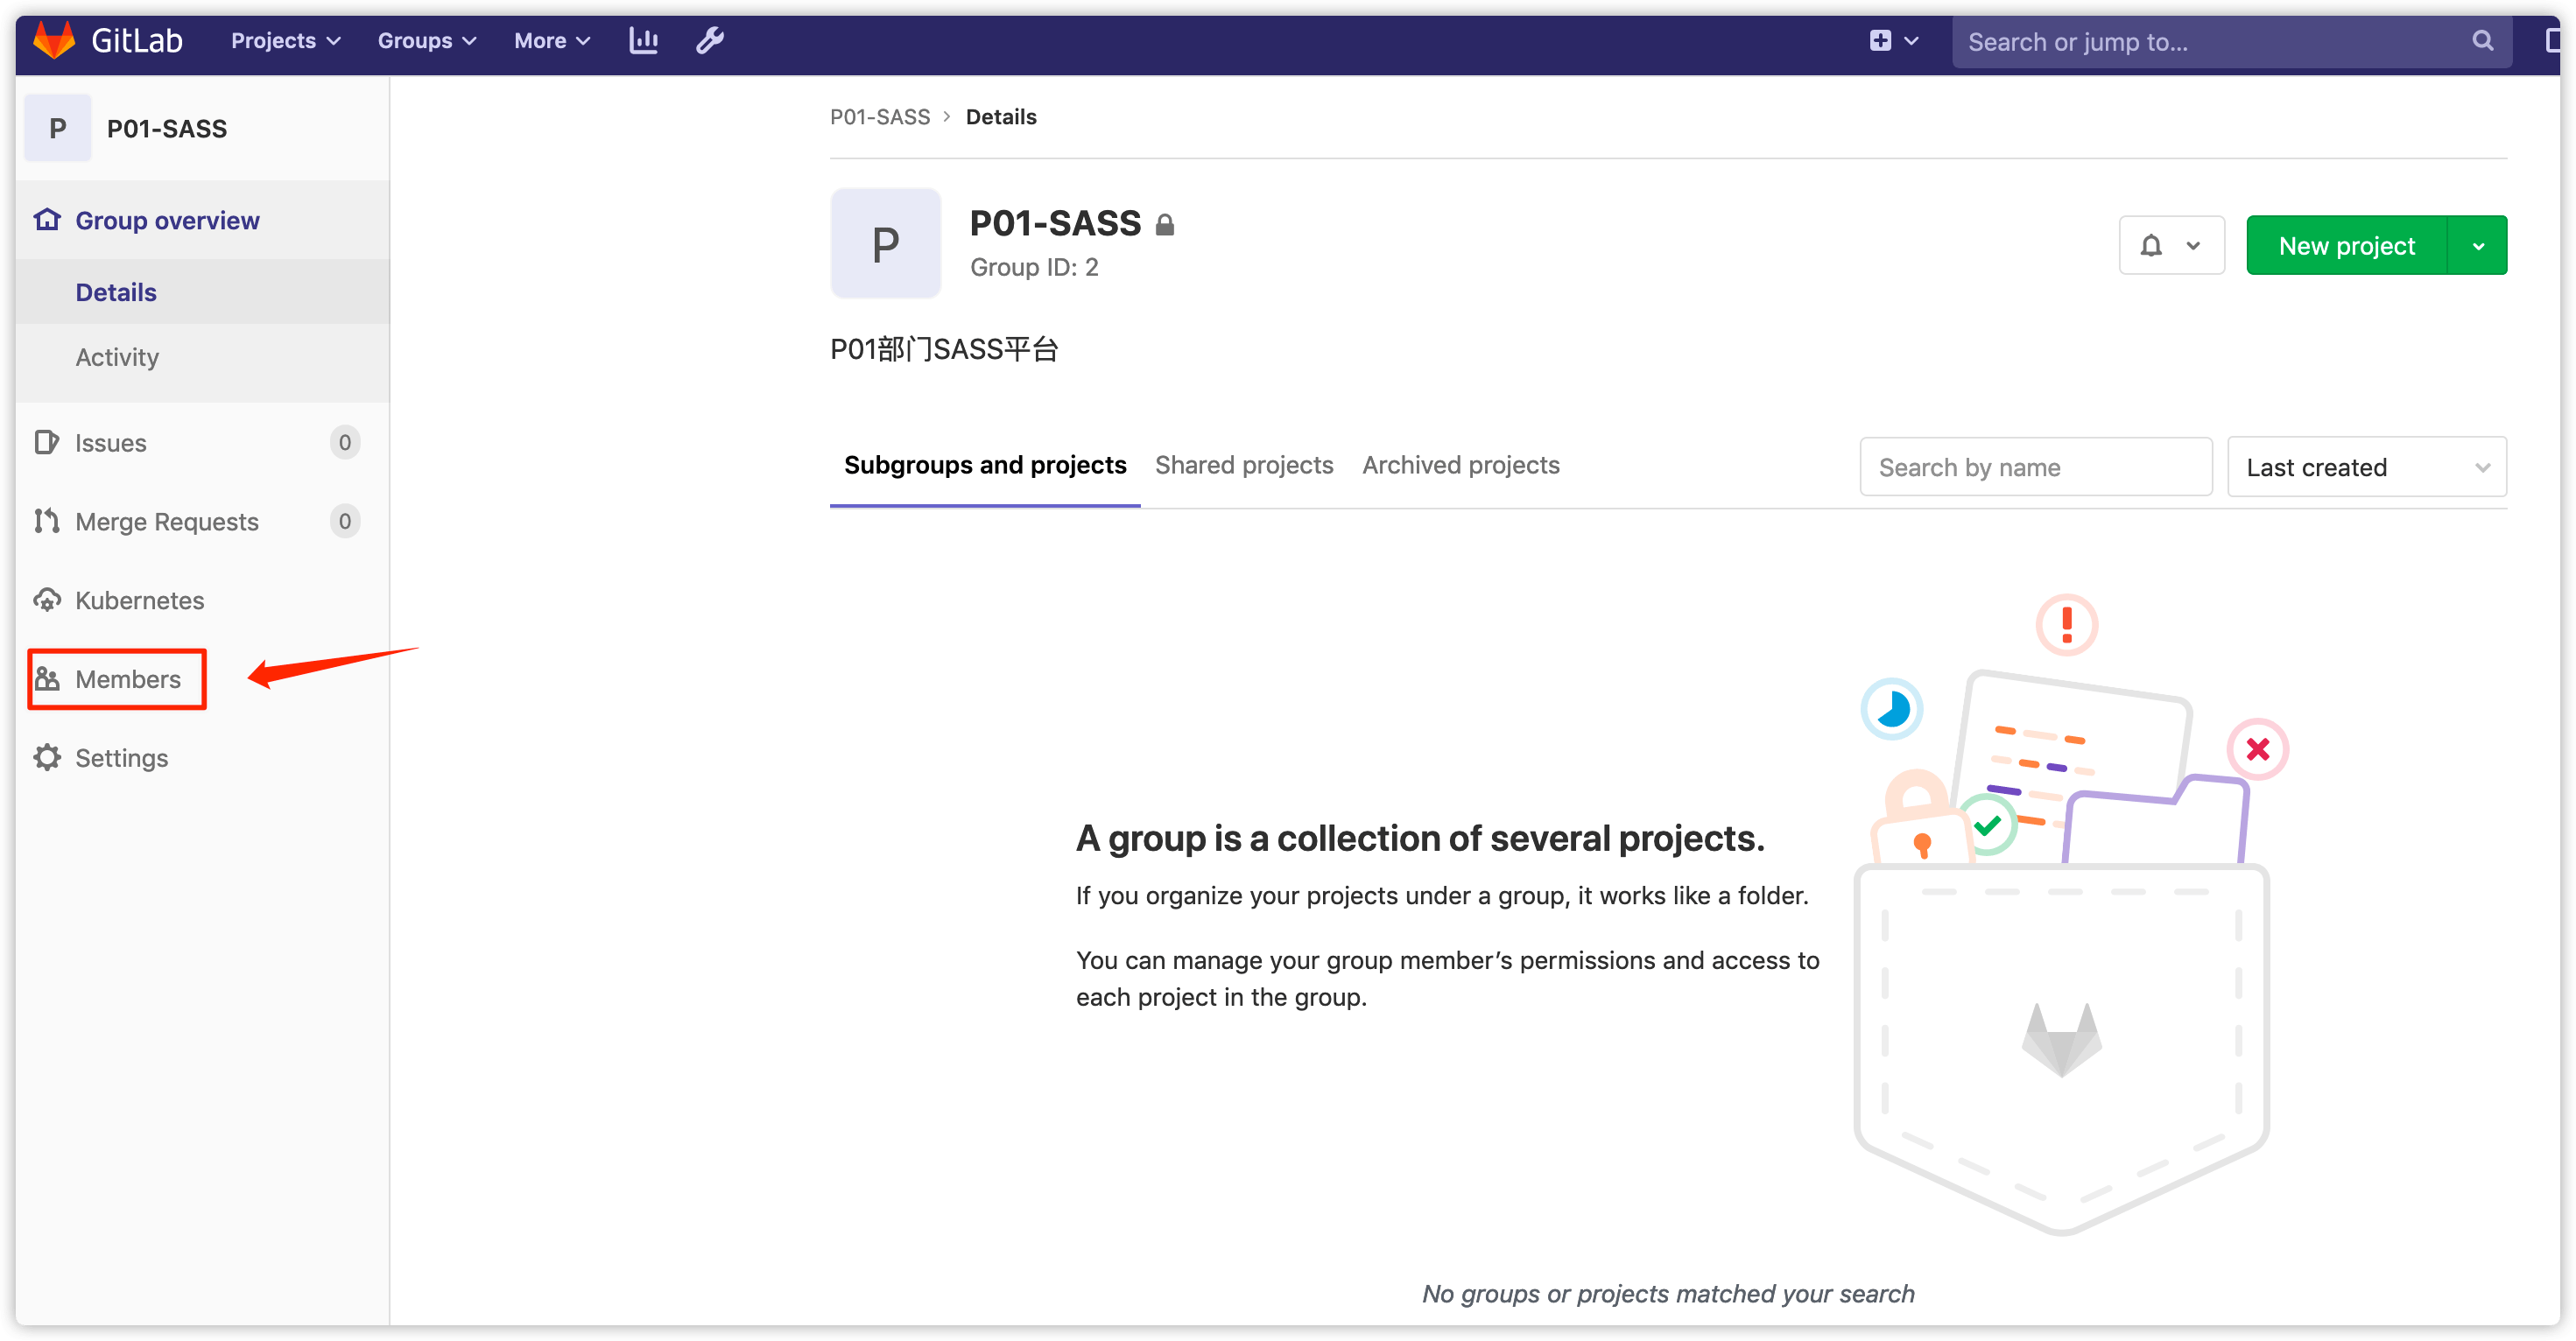 GitLab Projects Groups More Search or jump to...
P P01-SASS
Group overview
Details
Activity
Issues 0
Merge Requests 0
Kubernetes
Members
Settings
P01-SASS > Details
P
P01-SASS
Group ID: 2
New project
P01部门SASS平台
Subgroups and projects Shared projects Archived projects Search by name Last created
A group is a collection of several projects.
If you organize your projects under a group, it works like a folder.
You can manage your group member’s permissions and access to
each project in the group.
No groups or projects matched your search